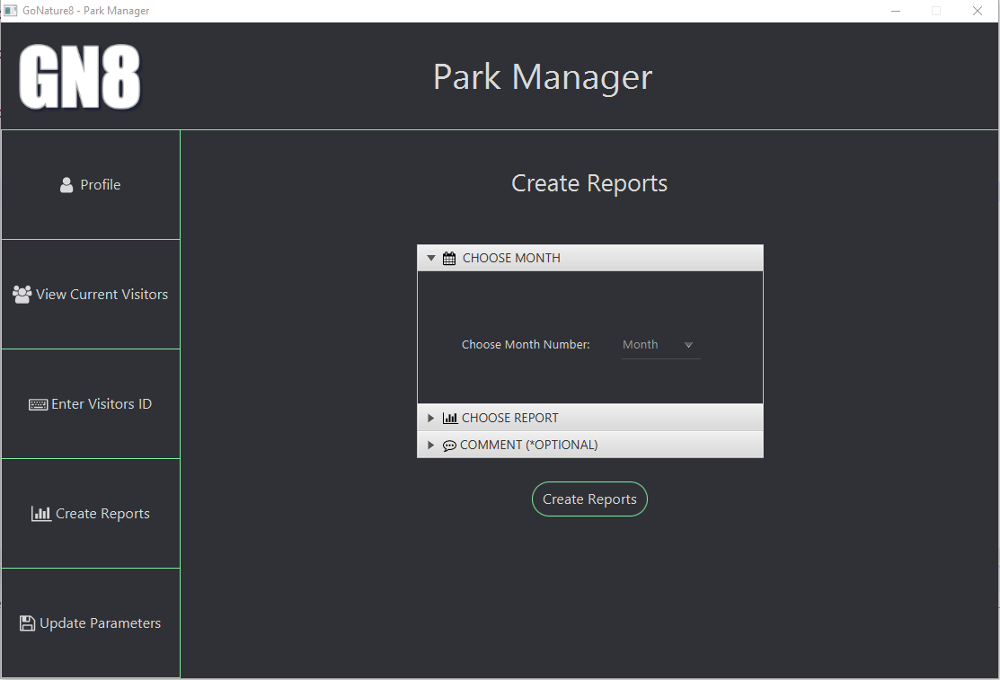 GoNature8 - Park Manager
GN8
Park Manager
Profile
View Current Visitors
Enter Visitors ID
Create Reports
Update Parameters
Create Reports
CHOOSE MONTH
Choose Month Number:
Month
CHOOSE REPORT
COMMENT (*OPTIONAL)
Create Reports